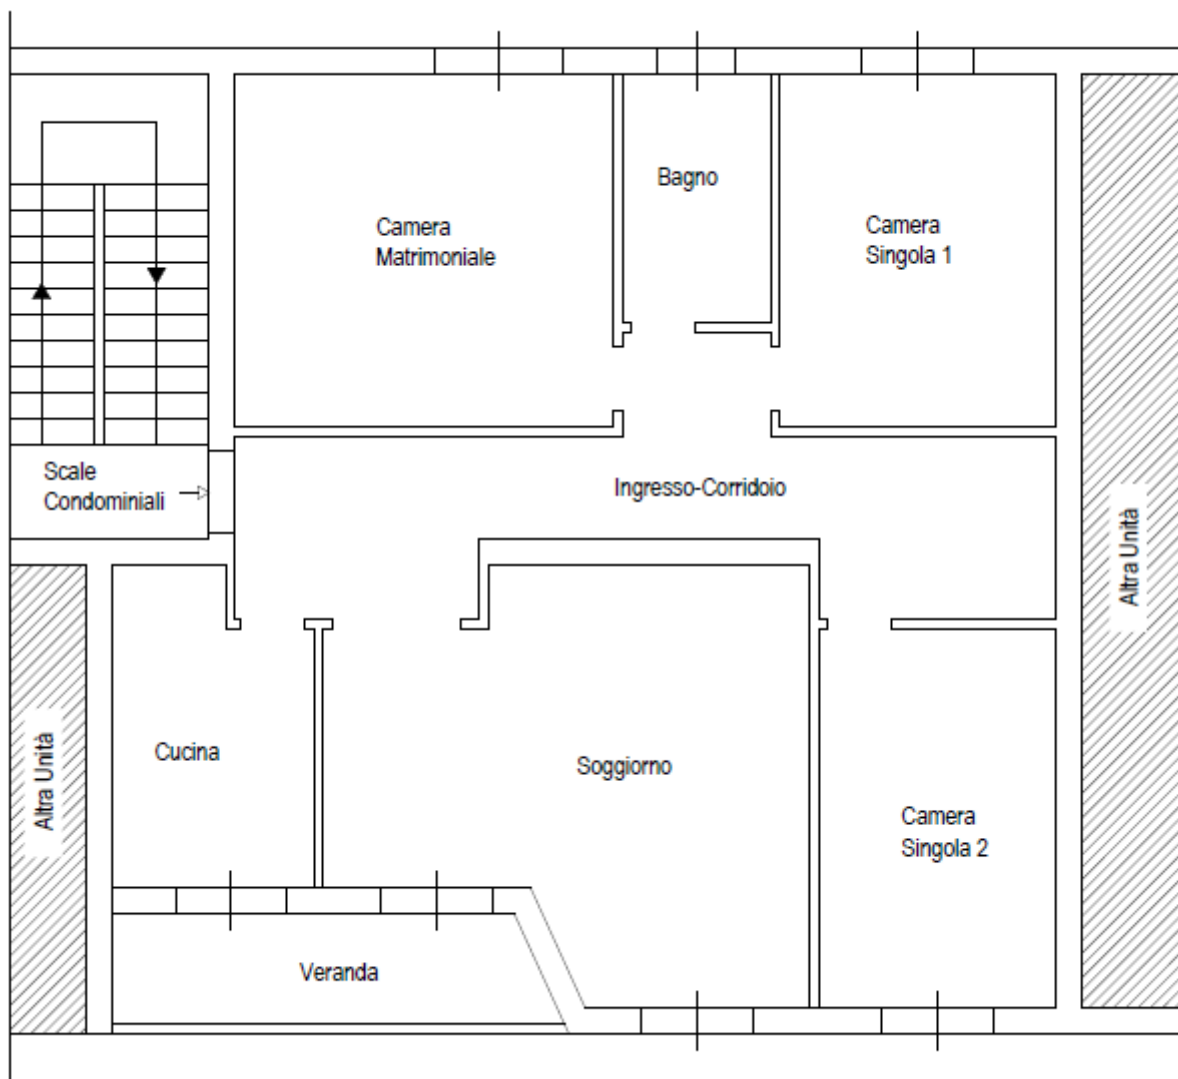 Bagno
Camera
Matrimoniale
Camera
Singola 1
Scale
Condominiali
Ingresso-Corridoio
Altra Unità
Cucina
Soggiorno
Altra Unità
Camera
Singola 2
Veranda